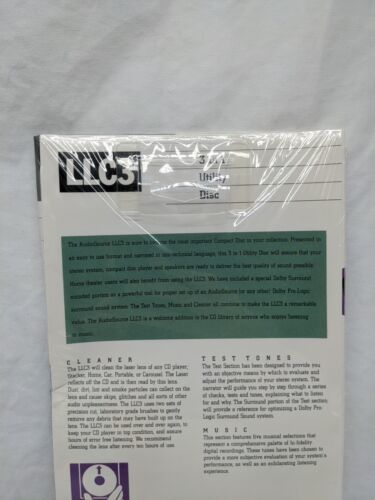 LLC3
3 in 1
Utility
Disc
The AudioSource LLC3 is sure to become the most important Compact Disc in your collection. Presented in
an easy to use format and narrated in non-technical language, this 3 in 1 Utility Disc will assure that your
stereo system, compact disc player and speakers are ready to deliver the best quality of sound possible.
Home theater users will also benefit from using the LLC3. We have included a special Dolby Surround
encoded portion as a powerful tool for proper set up of an AudioSource (or any other) Dolby Pro-Logic
surround sound system. The Test Tones, Music and Cleaner all combine to make the LLC3 a remarkable
value. The AudioSource LLC3 is a welcome addition to the CD library of anyone who enjoys listening
to music.
CLEANER
The LLC3 will clean the laser lens of any CD player,
Stacker, Home, Car, Portable, or Carousel. The Laser
reflects off the CD and is then read by this lens.
Dust, dirt, lint and smoke particles can collect on the
lens and cause skips, glitches and all sorts of other
audio unpleasantness. The LLC3 uses two sets of
precision cut, laboratory grade brushes to gently
remove any debris that may have built up on the
lens. The LLC3 can be used over and over again, to
keep your CD player in top condition, and assure
hours of error free listening. We recommend
cleaning the lens after every ten hours of use.
TEST TONES
The Test Section has been designed to provide you
with an objective means by which to evaluate and
adjust the performance of your stereo system. The
narrator will guide you step by step through a series
of checks, tests and tones, explaining what to listen
for and why. The Surround portion of the Test section
will provide a reference for optimizing a Dolby Pro-
Logic Surround Sound system.
MUSIC
This section features five musical selections that
represent a comprehensive palette of hi-fidelity
digital recordings. These tones have been chosen to
provide a more subjective evaluation of your system's
performance, as well as an exhilarating listening
experience.